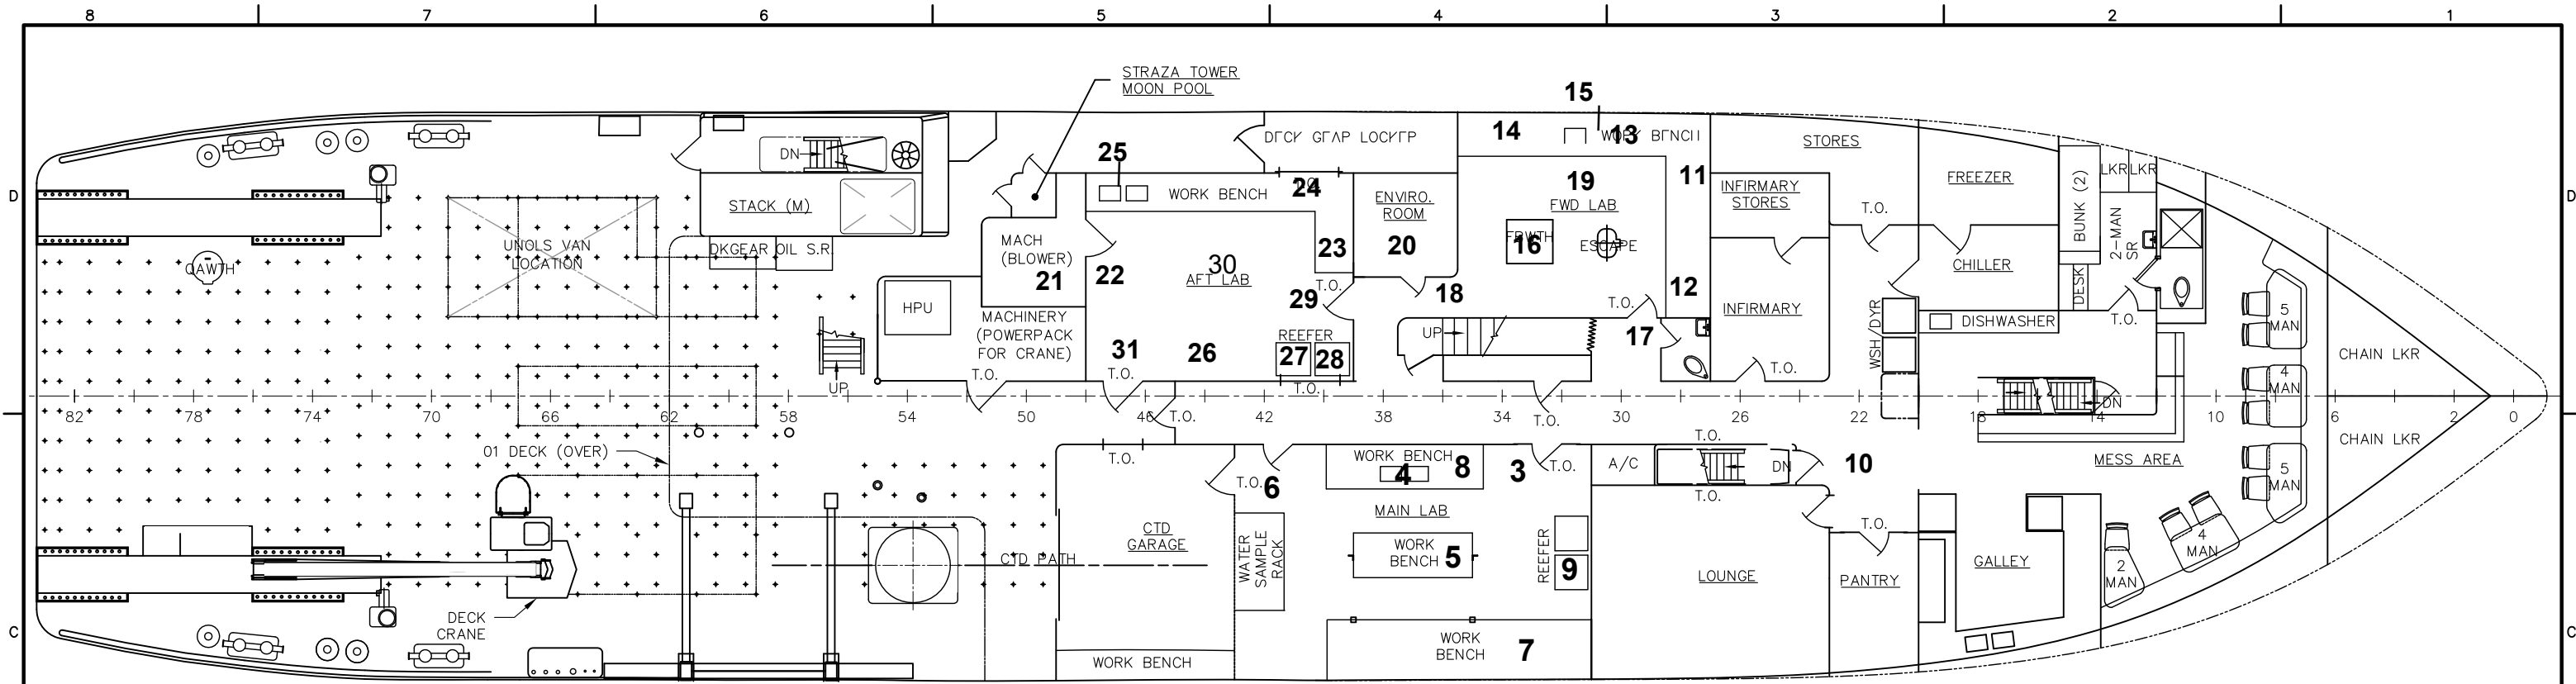 8 7 6 5 4 3 2 1
STRAZA TOWER
MOON POOL
D
D
C
C
DN
STACK (M)
DKGEAR OIL S.R.
UNOLS VAN
LOCATION
QAWTH
HPU
UP
MACH
(BLOWER)
21
MACHINERY
(POWERPACK
FOR CRANE)
T.O.
25
WORK BENCH
24
22
30
AFT LAB
23
29
T.O.
REEFER
27
28
26
31
T.O.
T.O.
T.O.
ENVIRO.
ROOM
20
15
14
13
11
19
FWD LAB
16
ESCAPE
12
18
T.O.
17
UP
T.O.
STORES
INFIRMARY
STORES
INFIRMARY
T.O.
T.O.
FREEZER
CHILLER
WSH/DYR
DISHWASHER
BUNK (2)
LKR
LKR
2-MAN
SR
DESK
T.O.
5
MAN
4
MAN
5
MAN
4
MAN
2
MAN
CHAIN LKR
CHAIN LKR
82 78 74 70 66 62 58 54 50 46 42 38 34 30 26 22 18 14 10 6 2 0
DN
MESS AREA
01 DECK (OVER)
DECK
CRANE
CTD PATH
T.O.
CTD
GARAGE
WORK BENCH
T.O.
6
WATER
SAMPLE
RACK
WORK BENCH
4
8
3
T.O.
MAIN LAB
WORK
BENCH
5
REEFER
9
WORK
BENCH
7
A/C
T.O.
DN
T.O.
10
LOUNGE
T.O.
PANTRY
GALLEY